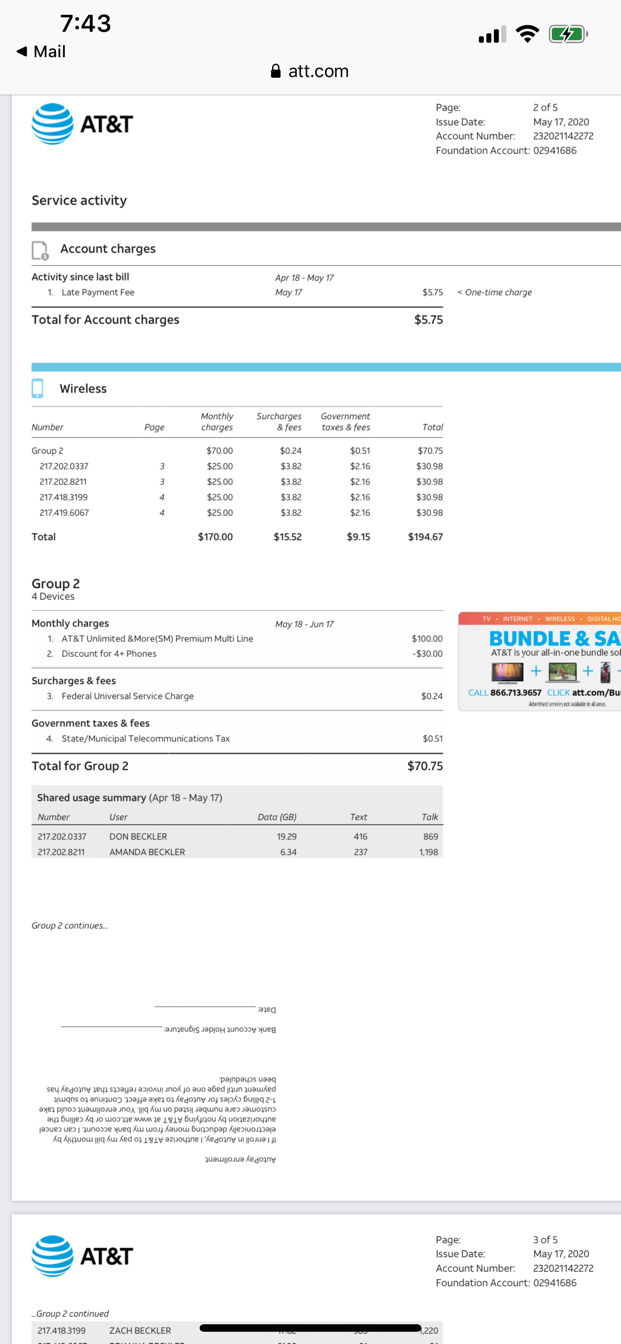 7:43
◀ Mail
att.com
AT&T
Page: 2 of 5
Issue Date: May 17, 2020
Account Number: 232021142272
Foundation Account: 02941686
Service activity
Account charges
Activity since last bill Apr 18 - May 17
1. Late Payment Fee May 17 $5.75 < One-time charge
Total for Account charges $5.75
Wireless
Number Page Monthly charges Surcharges & fees Government taxes & fees Total
Group 2 $70.00 $0.24 $0.51 $70.75
217.202.0337 3 $25.00 $3.82 $2.16 $30.98
217.202.8211 3 $25.00 $3.82 $2.16 $30.98
217.418.3199 4 $25.00 $3.82 $2.16 $30.98
217.419.6067 4 $25.00 $3.82 $2.16 $30.98
Total $170.00 $15.52 $9.15 $194.67
Group 2
4 Devices
Monthly charges May 18 - Jun 17
1. AT&T Unlimited &More(SM) Premium Multi Line $100.00
2. Discount for 4+ Phones -$30.00
Surcharges & fees
3. Federal Universal Service Charge $0.24
Government taxes & fees
4. State/Municipal Telecommunications Tax $0.51
Total for Group 2 $70.75
TV • INTERNET • WIRELESS • DIGITAL HO
BUNDLE & SA
AT&T is your all-in-one bundle sol
CALL 866.713.9657 CLICK att.com/Bu
Advertised services not available in all areas.
Shared usage summary (Apr 18 - May 17)
Number User Data (GB) Text Talk
217.202.0337 DON BECKLER 19.29 416 869
217.202.8211 AMANDA BECKLER 6.34 237 1,198
Group 2 continues...
AutoPay enrollment
If I enroll in AutoPay, I authorize AT&T to pay my bill monthly by
electronically deducting money from my bank account. I can cancel
authorization by notifying AT&T at www.att.com or by calling the
customer care number listed on my bill. Your enrollment could take
1-2 billing cycles for AutoPay to take effect. Continue to submit
payment until page one of your invoice reflects that AutoPay has
been scheduled.
Bank Account Holder Signature:
Date:
AT&T
Page: 3 of 5
Issue Date: May 17, 2020
Account Number: 232021142272
Foundation Account: 02941686
...Group 2 continued
217.418.3199 ZACH BECKLER 1,220